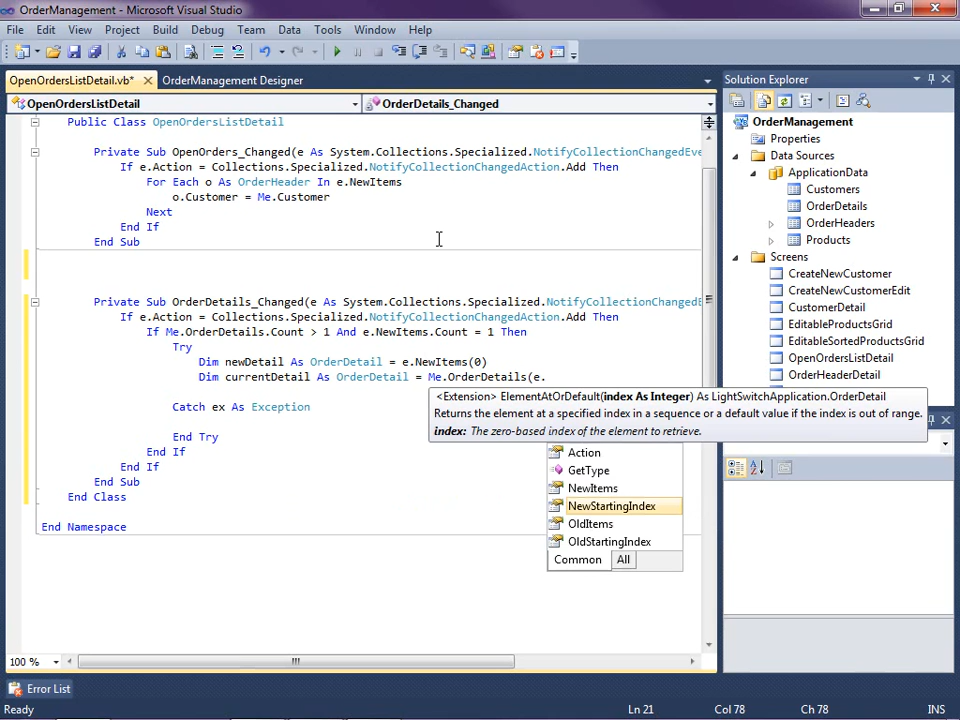 OrderManagement - Microsoft Visual Studio
File Edit View Project Build Debug Team Data Tools Window Help
OpenOrdersListDetail.vb* OrderManagement Designer
OpenOrdersListDetail OrderDetails_Changed
Public Class OpenOrdersListDetail
Private Sub OpenOrders_Changed(e As System.Collections.Specialized.NotifyCollectionChangedEve
If e.Action = Collections.Specialized.NotifyCollectionChangedAction.Add Then
For Each o As OrderHeader In e.NewItems
o.Customer = Me.Customer
Next
End If
End Sub
Private Sub OrderDetails_Changed(e As System.Collections.Specialized.NotifyCollectionChangedE
If e.Action = Collections.Specialized.NotifyCollectionChangedAction.Add Then
If Me.OrderDetails.Count > 1 And e.NewItems.Count = 1 Then
Try
Dim newDetail As OrderDetail = e.NewItems(0)
Dim currentDetail As OrderDetail = Me.OrderDetails(e.
Catch ex As Exception
End Try
End If
End If
End Sub
End Class
End Namespace
<Extension> ElementAtOrDefault(index As Integer) As LightSwitchApplication.OrderDetail
Returns the element at a specified index in a sequence or a default value if the index is out of range.
index: The zero-based index of the element to retrieve.
Action
GetType
NewItems
NewStartingIndex
OldItems
OldStartingIndex
Common All
100 %
Solution Explorer
OrderManagement
Properties
Data Sources
ApplicationData
Customers
OrderDetails
OrderHeaders
Products
Screens
CreateNewCustomer
CreateNewCustomerEdit
CustomerDetail
EditableProductsGrid
EditableSortedProductsGrid
OpenOrdersListDetail
OrderHeaderDetail
Error List
Ready Ln 21 Col 78 Ch 78 INS